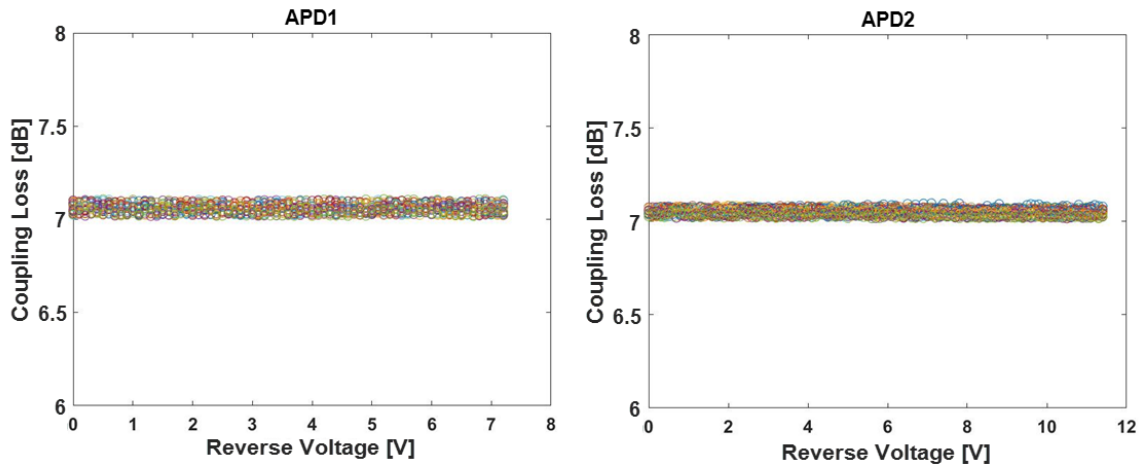 APD1
8
7.5
7
6.5
6
Coupling Loss [dB]
0 1 2 3 4 5 6 7 8
Reverse Voltage [V]
APD2
8
7.5
7
6.5
6
Coupling Loss [dB]
0 2 4 6 8 10 12
Reverse Voltage [V]